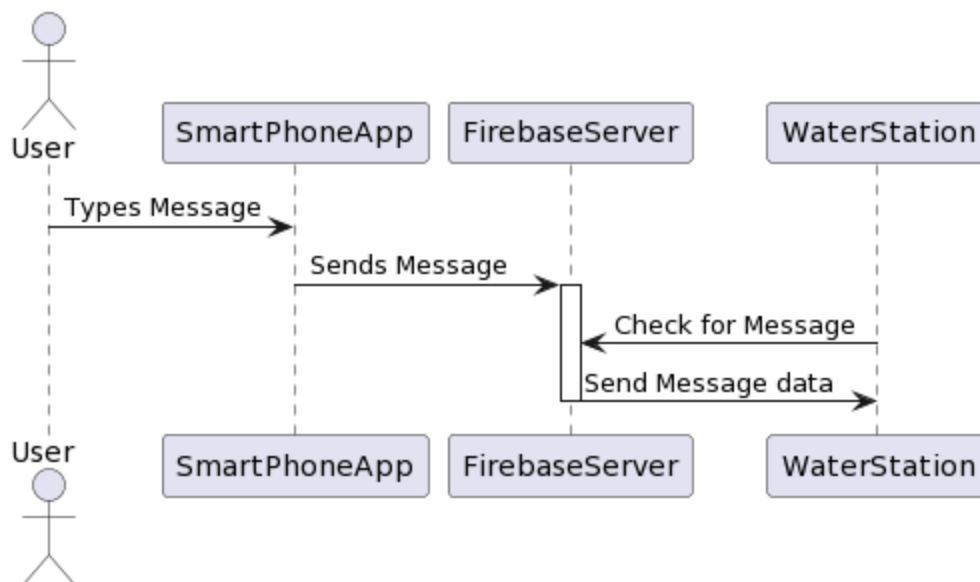 User
SmartPhoneApp
FirebaseServer
WaterStation
Types Message
Sends Message
Check for Message
Send Message data
User
SmartPhoneApp
FirebaseServer
WaterStation